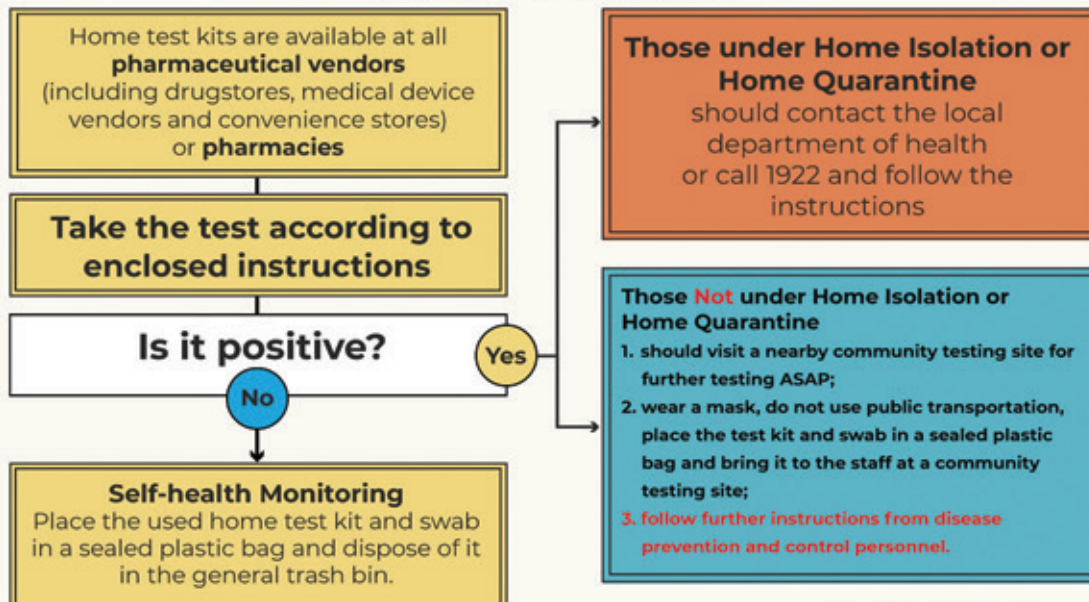 Home test kits are available at all
pharmaceutical vendors
(including drugstores, medical device
vendors and convenience stores)
or pharmacies
Take the test according to
enclosed instructions
Is it positive?
Yes
No
Self-health Monitoring
Place the used home test kit and swab
in a sealed plastic bag and dispose of it
in the general trash bin.
Those under Home Isolation or
Home Quarantine
should contact the local
department of health
or call 1922 and follow the
instructions
Those Not under Home Isolation or
Home Quarantine
1. should visit a nearby community testing site for
further testing ASAP;
2. wear a mask, do not use public transportation,
place the test kit and swab in a sealed plastic
bag and bring it to the staff at a community
testing site;
3. follow further instructions from disease
prevention and control personnel.